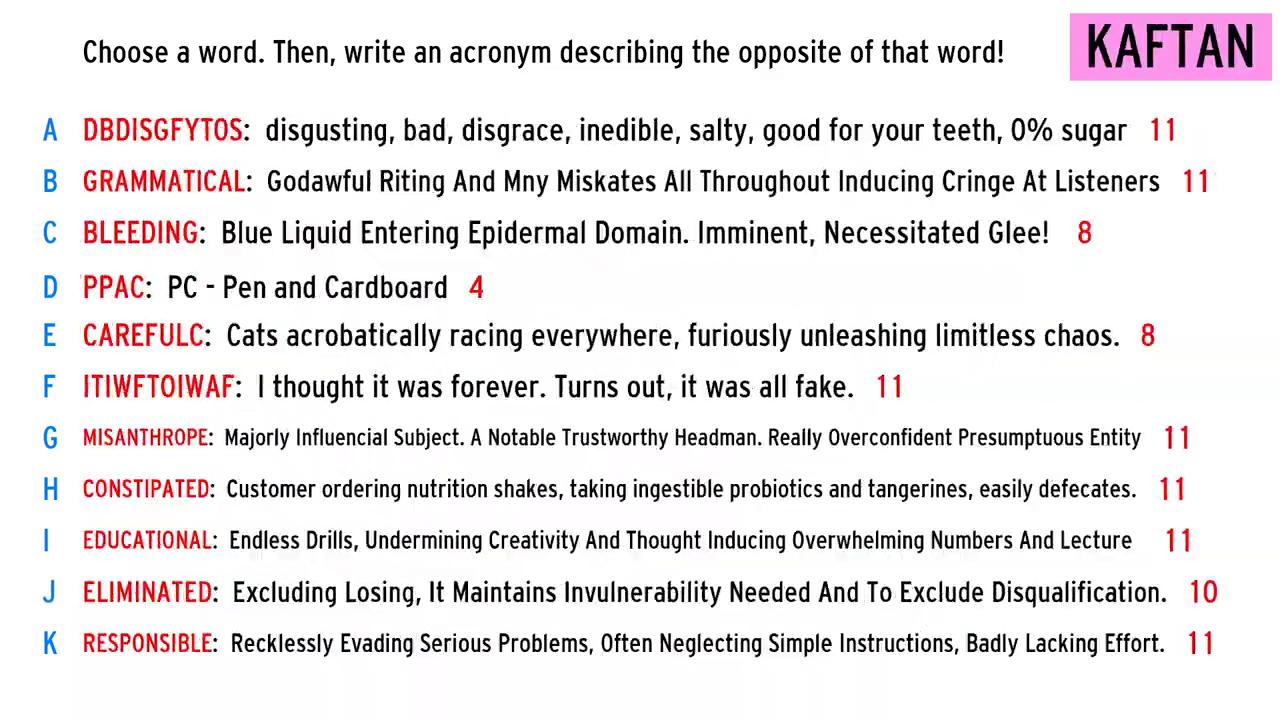 Choose a word. Then, write an acronym describing the opposite of that word!
KAFTAN
A DBDISGFYTOS: disgusting, bad, disgrace, inedible, salty, good for your teeth, 0% sugar 11
B GRAMMATICAL: Godawful Riting And Mny Miskates All Throughout Inducing Cringe At Listeners 11
C BLEEDING: Blue Liquid Entering Epidermal Domain. Imminent, Necessitated Glee! 8
D PPAC: PC - Pen and Cardboard 4
E CAREFULC: Cats acrobatically racing everywhere, furiously unleashing limitless chaos. 8
F ITIWFTOIWAF: I thought it was forever. Turns out, it was all fake. 11
G MISANTHROPE: Majorly Influencial Subject. A Notable Trustworthy Headman. Really Overconfident Presumptuous Entity 11
H CONSTIPATED: Customer ordering nutrition shakes, taking ingestible probiotics and tangerines, easily defecates. 11
I EDUCATIONAL: Endless Drills, Undermining Creativity And Thought Inducing Overwhelming Numbers And Lecture 11
J ELIMINATED: Excluding Losing, It Maintains Invulnerability Needed And To Exclude Disqualification. 10
K RESPONSIBLE: Recklessly Evading Serious Problems, Often Neglecting Simple Instructions, Badly Lacking Effort. 11